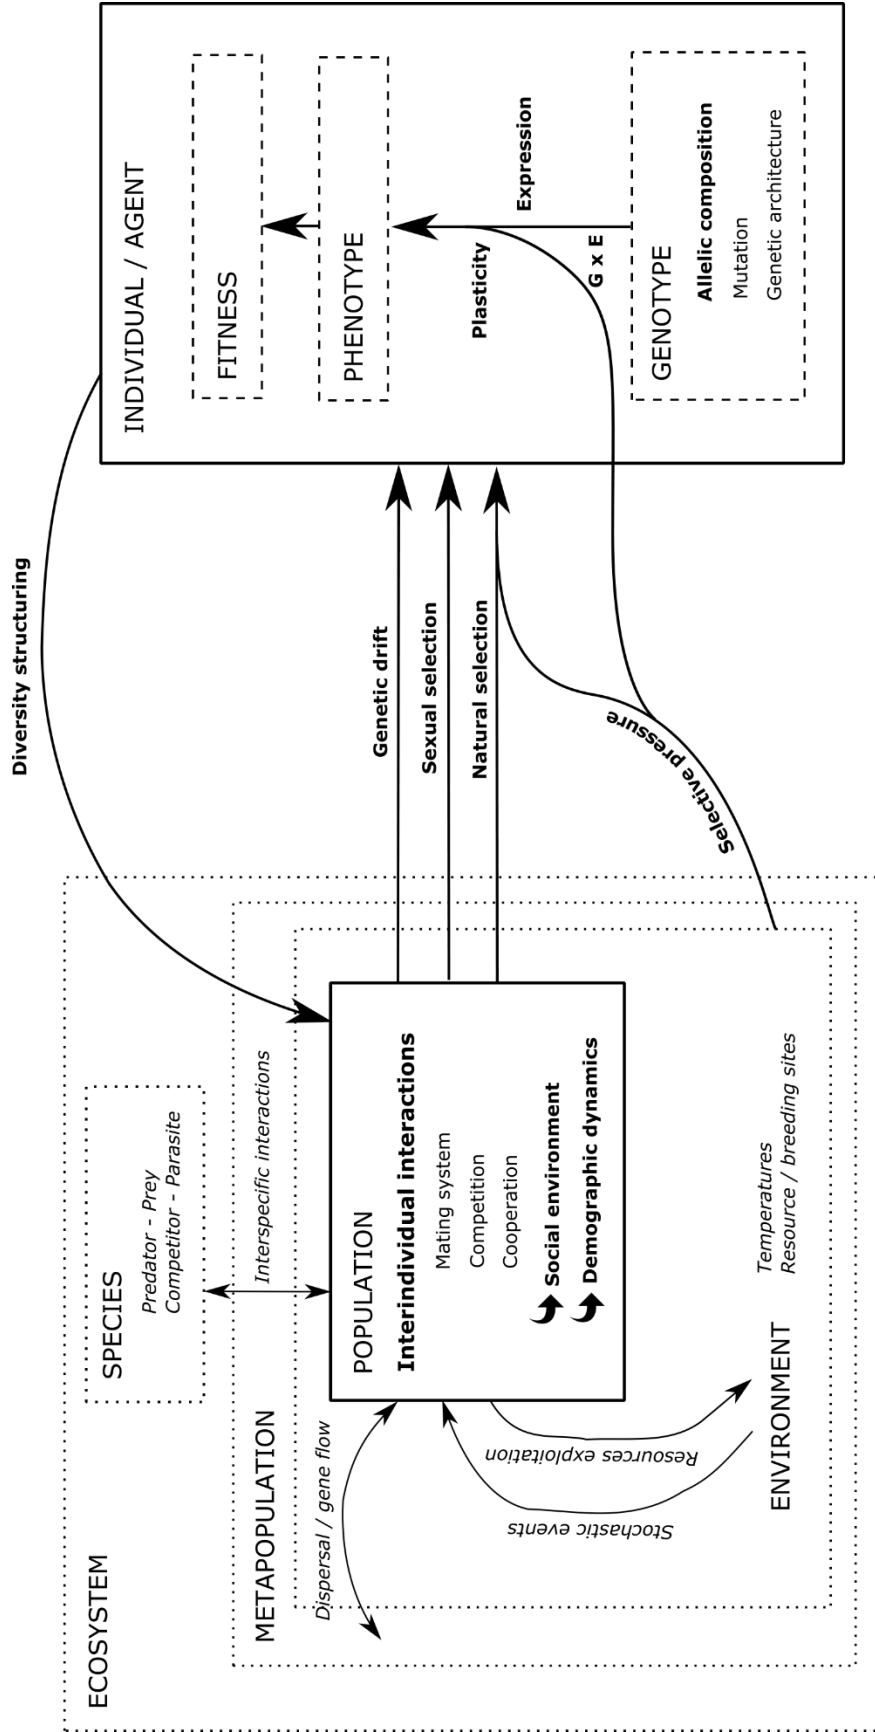 ECOSYSTEM
SPECIES
Predator - Prey
Competitor - Parasite
Interspecific interactions
METAPOPULATION
Dispersal / gene flow
POPULATION
Interindividual interactions
Mating system
Competition
Cooperation
Social environment
Demographic dynamics
Resources exploitation
Stochastic events
ENVIRONMENT
Temperatures
Resource / breeding sites
Diversity structuring
Genetic drift
Sexual selection
Natural selection
Selective pressure
INDIVIDUAL / AGENT
FITNESS
PHENOTYPE
Plasticity
Expression
G x E
GENOTYPE
Allelic composition
Mutation
Genetic architecture